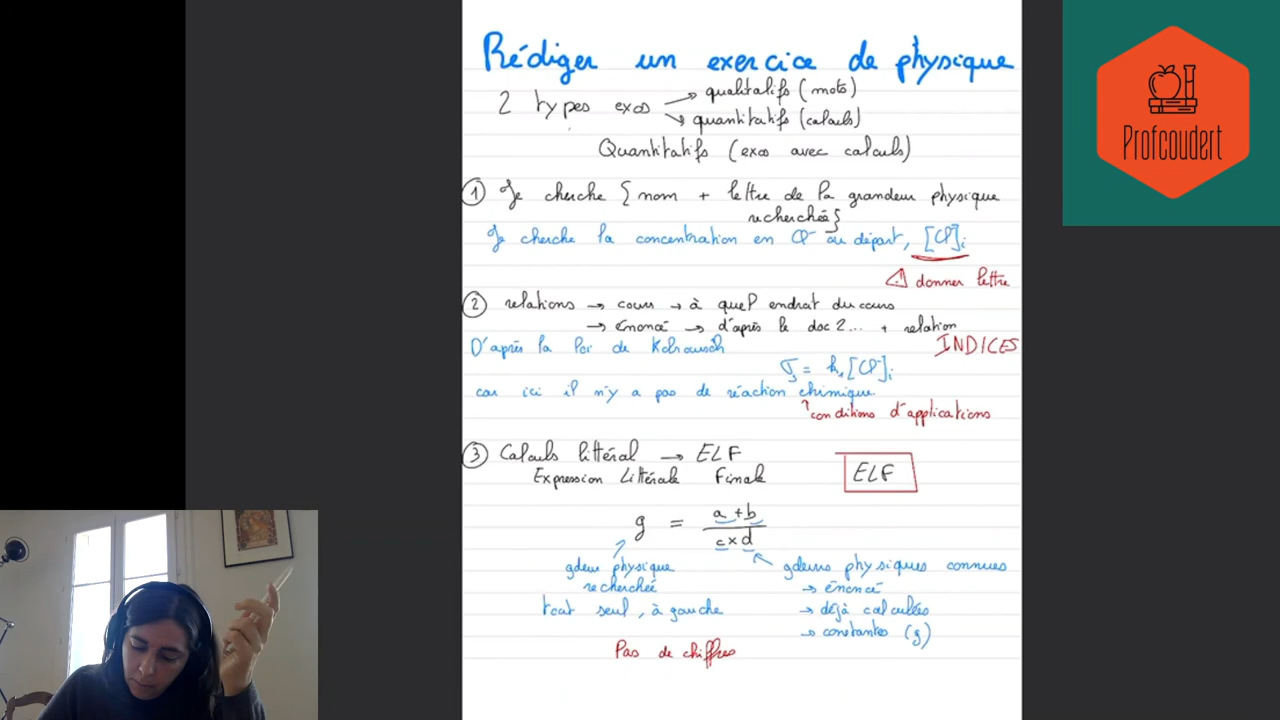 Rédiger un exercice de physique
2 types exos → qualitatifs (mots)
→ quantitatifs (calculs)
Quantitatifs (exos avec calculs)
① Je cherche { nom + lettre de la grandeur physique
recherchée}
Je cherche la concentration en Cl⁻ au départ, [Cl⁻]i
⚠ donner lettre
② relations → cours → à quel endroit du cours
→ énoncé → d'après le doc 2... + relation
INDICES
D'après la loi de Kolrausch
σ₁ = k₁[Cl⁻]i
car ici il n'y a pas de réaction chimique
conditions d'applications
③ Calculs littéral → ELF
Expression Littérale Finale
ELF
g = a + b
c × d
gdeur physique
recherchée
tout seul, à gauche
gdeurs physiques connues
→ énoncé
→ déjà calculées
→ constantes (g)
Pas de chiffres
Profcoudert